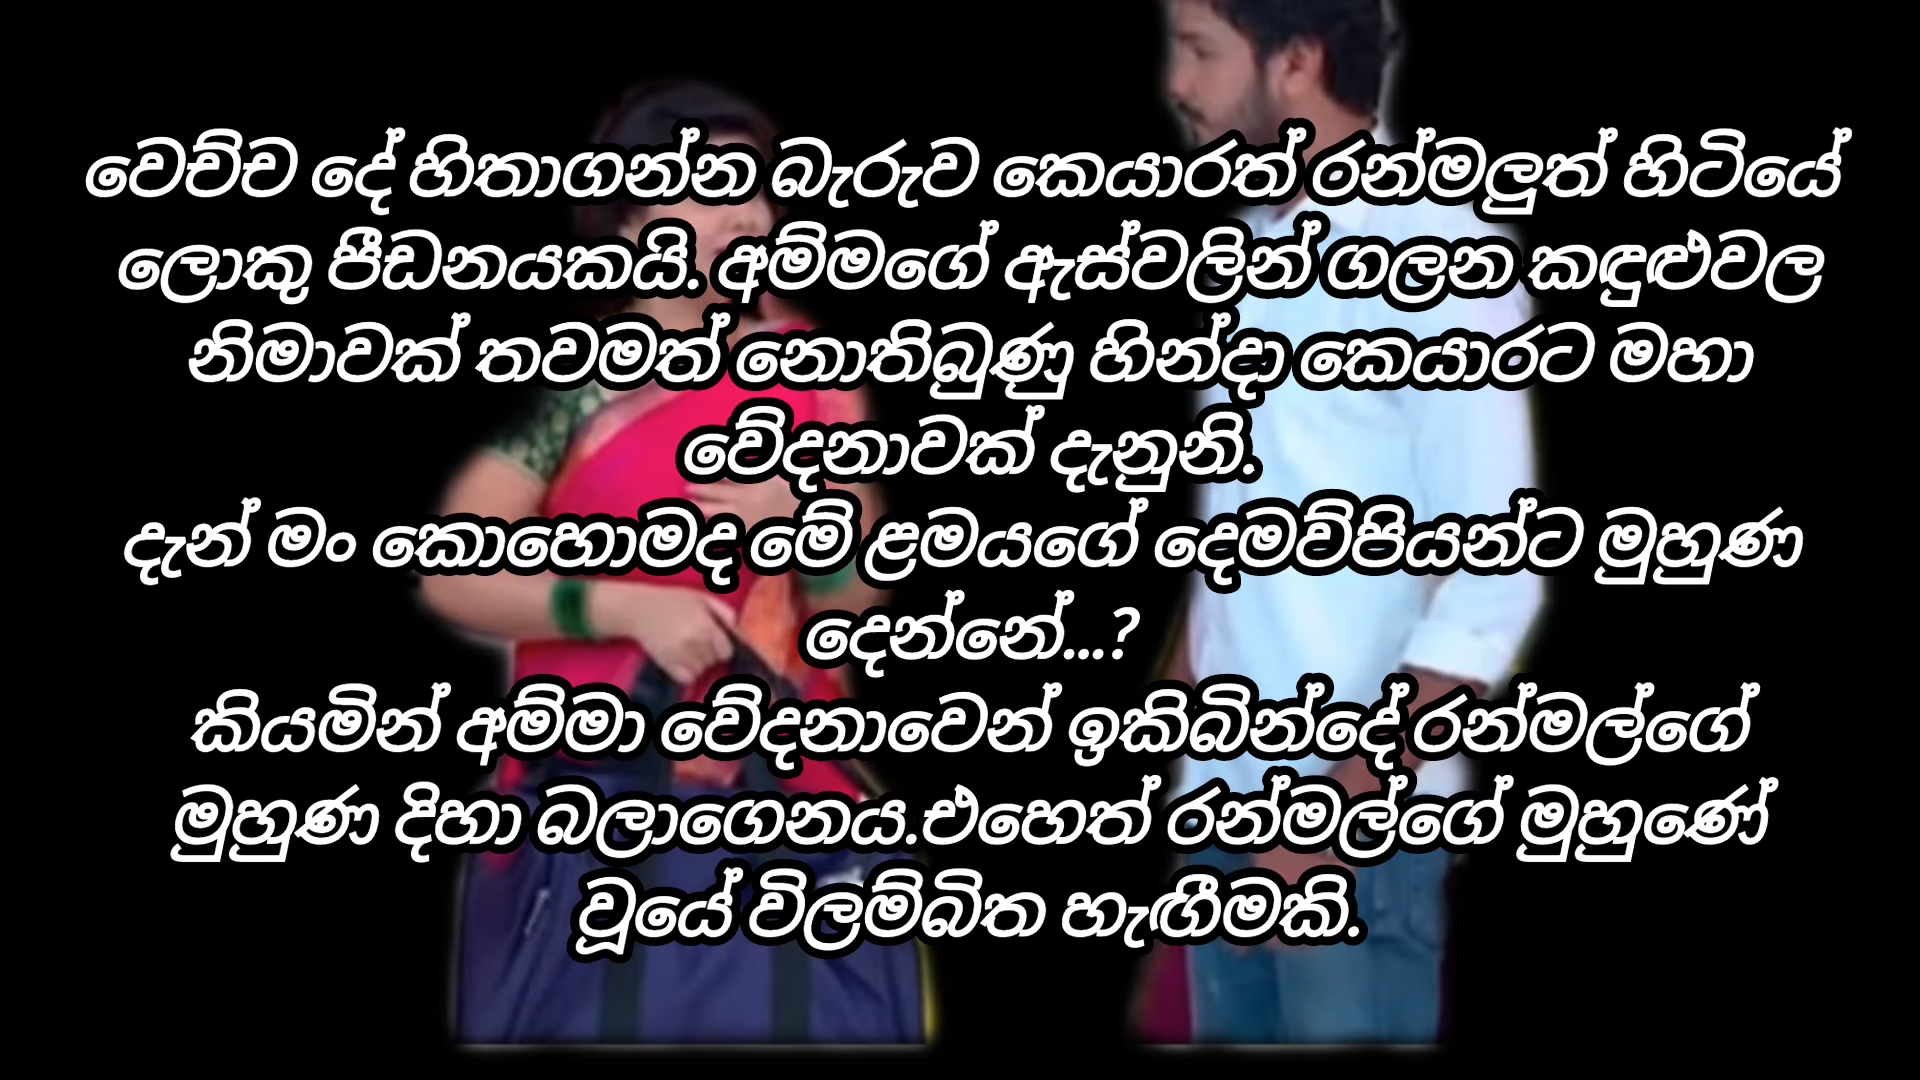 වෙච්ච දේ හිතාගන්න බැරුව කෙයාරත් රන්මලුත් හිටියේ
ලොකු පීඩනයකයි. අම්මගේ ඇස්වලින් ගලන කඳුළුවල
නිමාවක් තවමත් නොතිබුණු හින්දා කෙයාරට මහා
වේදනාවක් දැනුනි.
දැන් මං කොහොමද මේ ළමයගේ දෙමව්පියන්ට මුහුණ
දෙන්නේ...?
කියමින් අම්මා වේදනාවෙන් ඉකිබින්දේ රන්මල්ගේ
මුහුණ දිහා බලාගෙනය.එහෙත් රන්මල්ගේ මුහුණේ
වූයේ විලම්බිත හැඟීමකි.